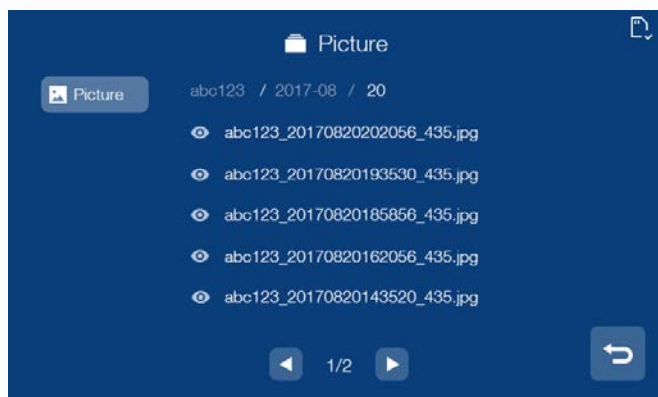 Picture
Picture
abc123 / 2017-08 / 20
abc123_20170820202056_435.jpg
abc123_20170820193530_435.jpg
abc123_20170820185856_435.jpg
abc123_20170820162056_435.jpg
abc123_20170820143520_435.jpg
1/2